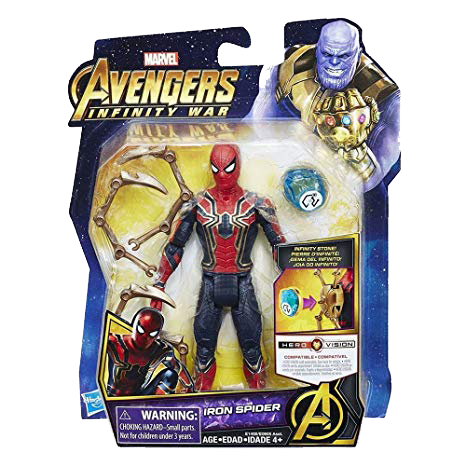 MARVEL
AVENGERS
INFINITY WAR
INFINITY STONE!
PIERRE D'INFINITÉ!
¡GEMA DEL INFINITO!
JOIA DO INFINITO!
HERO VISION
COMPATIBLE • COMPATÍVEL
Hasbro
WARNING:
CHOKING HAZARD—Small parts.
Not for children under 3 years.
IRON SPIDER
AGE•EDAD•IDADE 4+